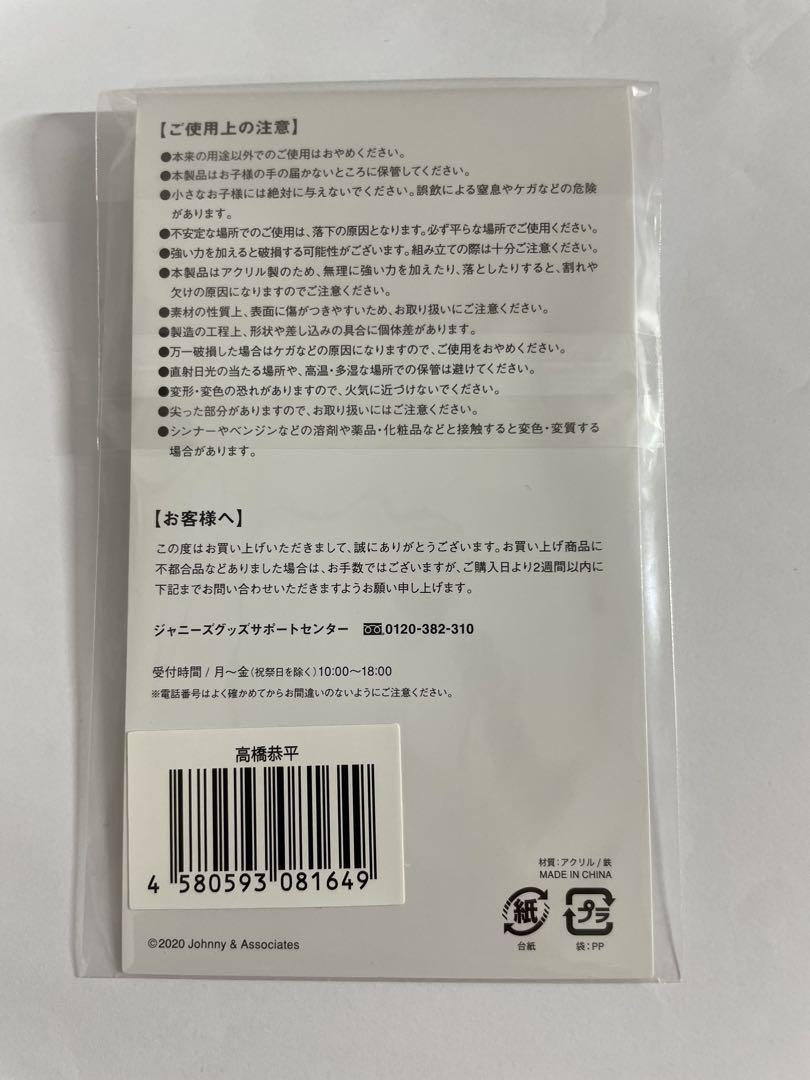 【ご使用上の注意】
●本来の用途以外でのご使用はおやめください。
●本製品はお子様の手の届かないところに保管してください。
●小さなお子様には絶対に与えないでください。誤飲による窒息やケガなどの危険
があります。
●不安定な場所でのご使用は、落下の原因となります。必ず平らな場所でご使用ください。
●強い力を加えると破損する可能性がございます。組み立ての際は十分ご注意ください。
●本製品はアクリル製のため、無理に強い力を加えたり、落としたりすると、割れや
欠けの原因になりますのでご注意ください。
●素材の性質上、表面に傷がつきやすいため、お取り扱いにご注意ください。
●製造の工程上、形状や差し込みの具合に個体差があります。
●万一破損した場合はケガなどの原因になりますので、ご使用をおやめください。
●直射日光の当たる場所や、高温・多湿な場所での保管は避けてください。
●変形・変色の恐れがありますので、火気に近づけないでください。
●尖った部分がありますので、お取り扱いにはご注意ください。
●シンナーやベンジンなどの溶剤や薬品・化粧品などと接触すると変色・変質する
場合があります。
【お客様へ】
この度はお買い上げいただきまして、誠にありがとうございます。お買い上げ商品に
不都合品などありました場合は、お手数ではございますが、ご購入日より2週間以内に
下記までお問い合わせいただきますようお願い申し上げます。
ジャニーズグッズサポートセンター 0120-382-310
受付時間 / 月〜金(祝祭日を除く)10:00〜18:00
※電話番号はよく確かめてからお間違いのないようにご注意ください。
高橋恭平
4 580593 081649
材質:アクリル / 鉄
MADE IN CHINA
紙 プラ
台紙 袋:PP
©2020 Johnny & Associates